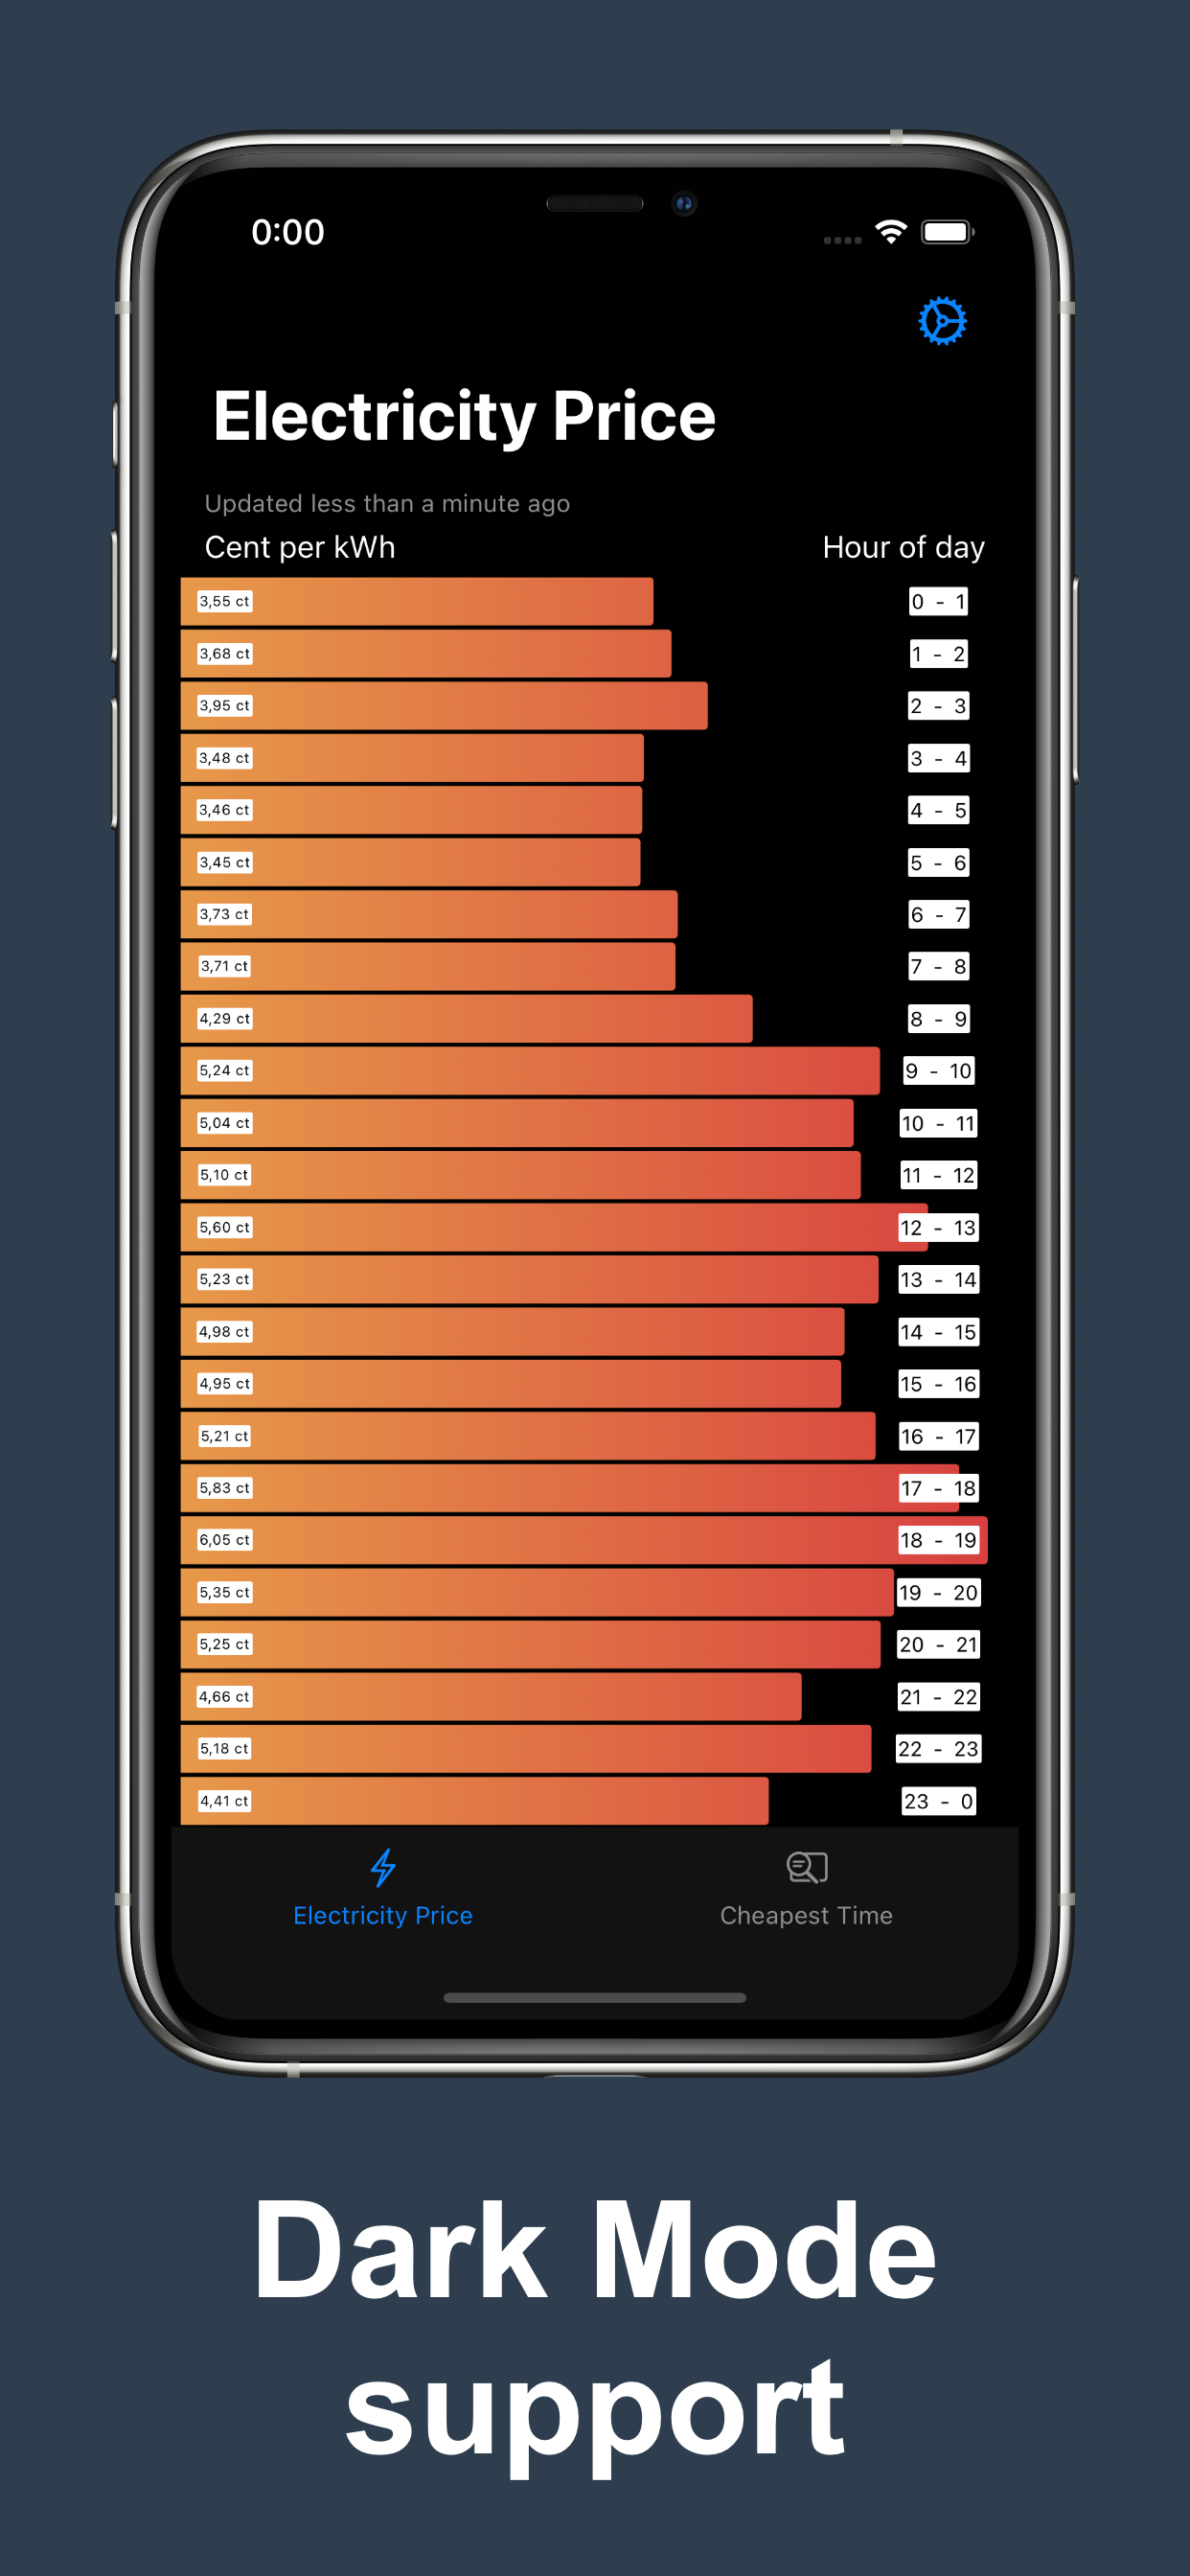 0:00
Electricity Price
Updated less than a minute ago
Cent per kWh Hour of day
3,55 ct 0 - 1
3,68 ct 1 - 2
3,95 ct 2 - 3
3,48 ct 3 - 4
3,46 ct 4 - 5
3,45 ct 5 - 6
3,73 ct 6 - 7
3,71 ct 7 - 8
4,29 ct 8 - 9
5,24 ct 9 - 10
5,04 ct 10 - 11
5,10 ct 11 - 12
5,60 ct 12 - 13
5,23 ct 13 - 14
4,98 ct 14 - 15
4,95 ct 15 - 16
5,21 ct 16 - 17
5,83 ct 17 - 18
6,05 ct 18 - 19
5,35 ct 19 - 20
5,25 ct 20 - 21
4,66 ct 21 - 22
5,18 ct 22 - 23
4,41 ct 23 - 0
Electricity Price Cheapest Time
Dark Mode
support